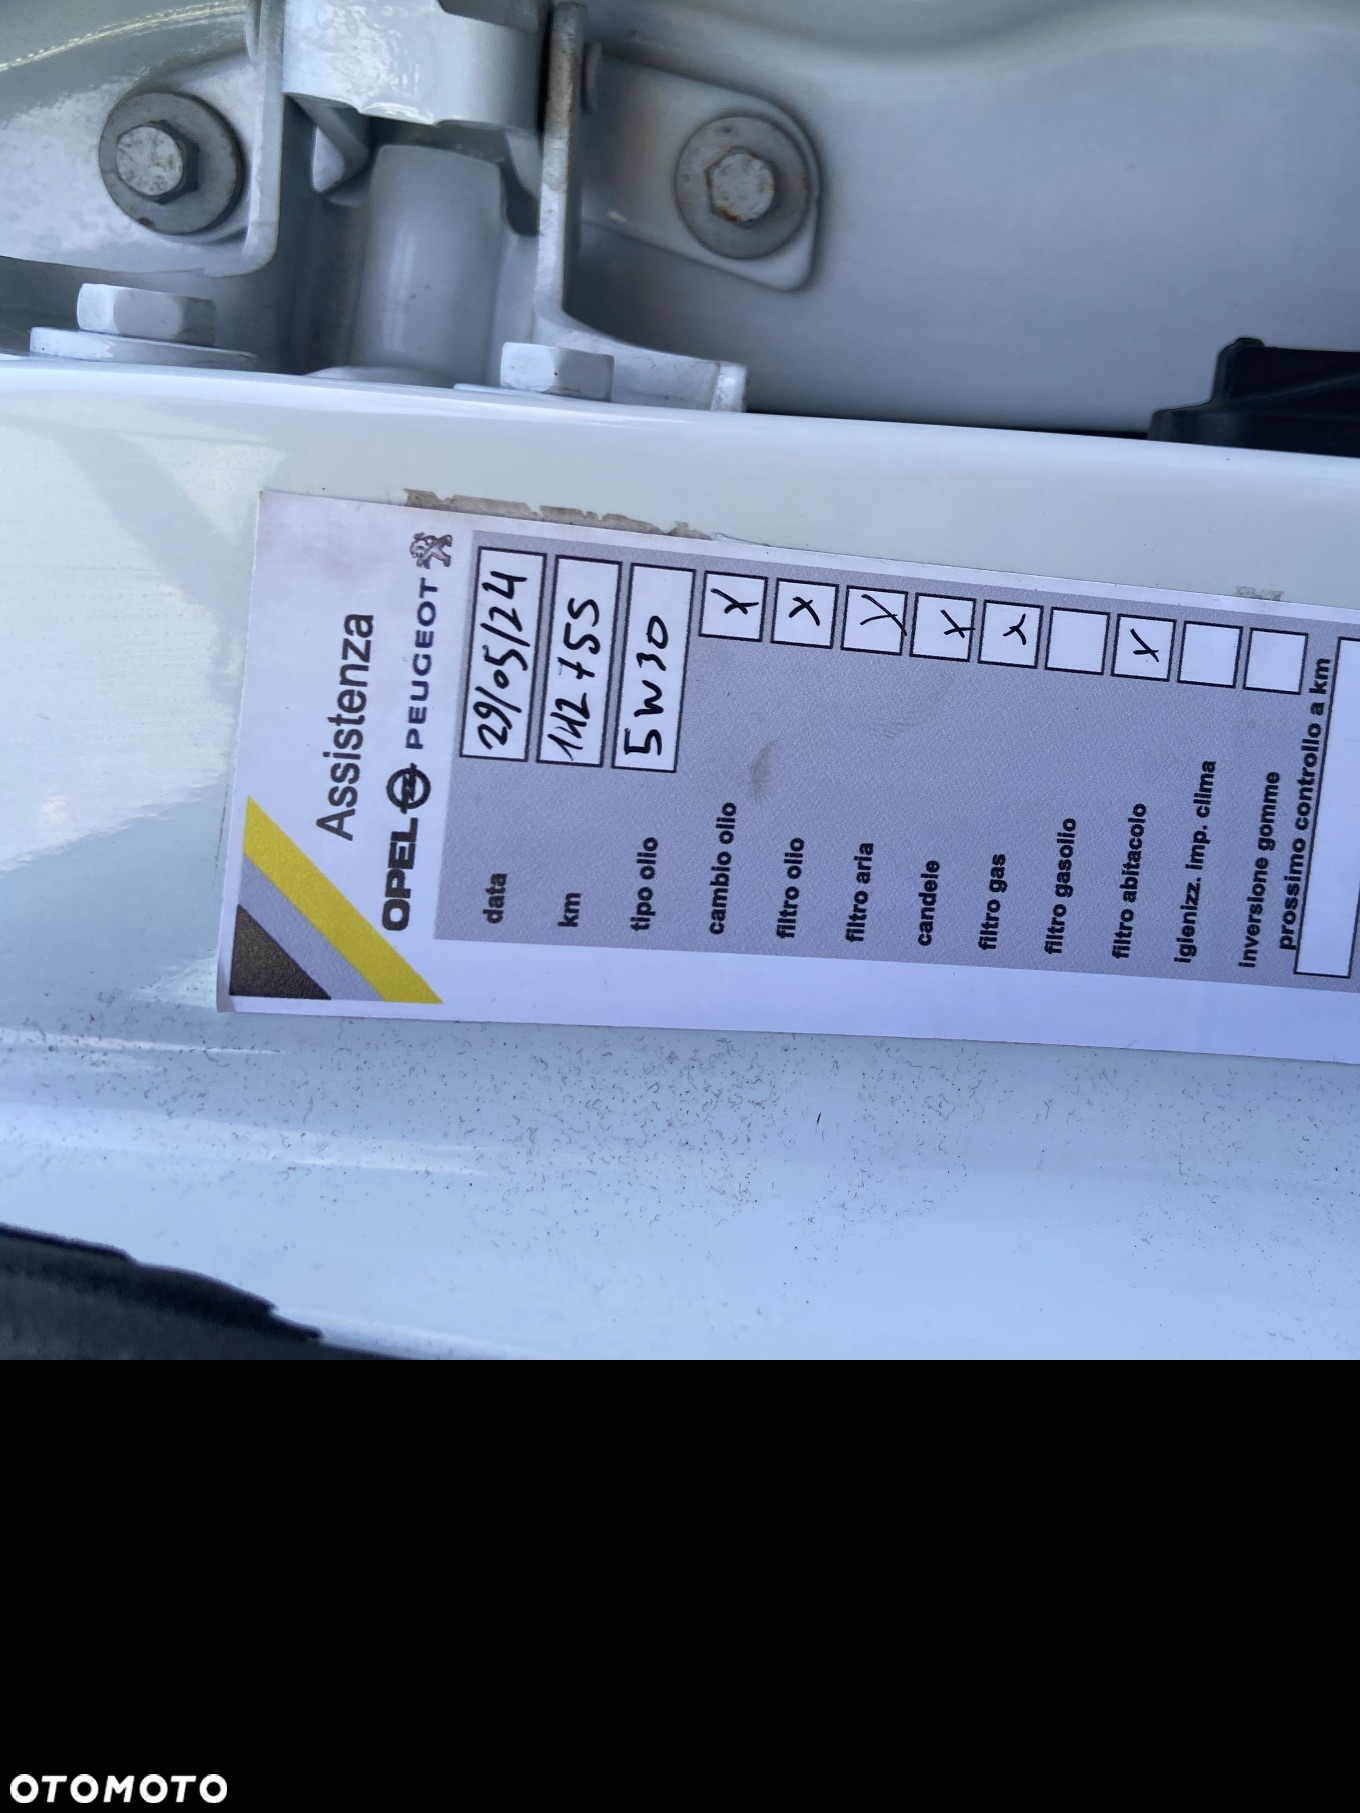 Assistenza
OPEL PEUGEOT
data 29/05/24
km 142755
tipo olio 5W30
cambio olio X
filtro olio X
filtro aria X
candele X
filtro gas X
filtro gasolio
filtro abitacolo X
igienizz. imp. clima
inversione gomme
prossimo controllo a km
OTOMOTO